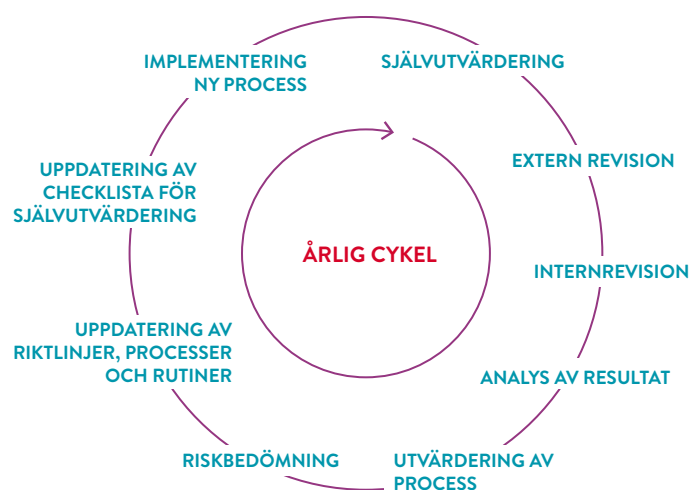 IMPLEMENTERING
NY PROCESS
SJÄLVUTVÄRDERING
EXTERN REVISION
INTERNREVISION
ANALYS AV RESULTAT
UTVÄRDERING AV
PROCESS
RISKBEDÖMNING
UPPDATERING AV
RIKTLINJER, PROCESSER
OCH RUTINER
UPPDATERING AV
CHECKLISTA FÖR
SJÄLVUTVÄRDERING
ÅRLIG CYKEL